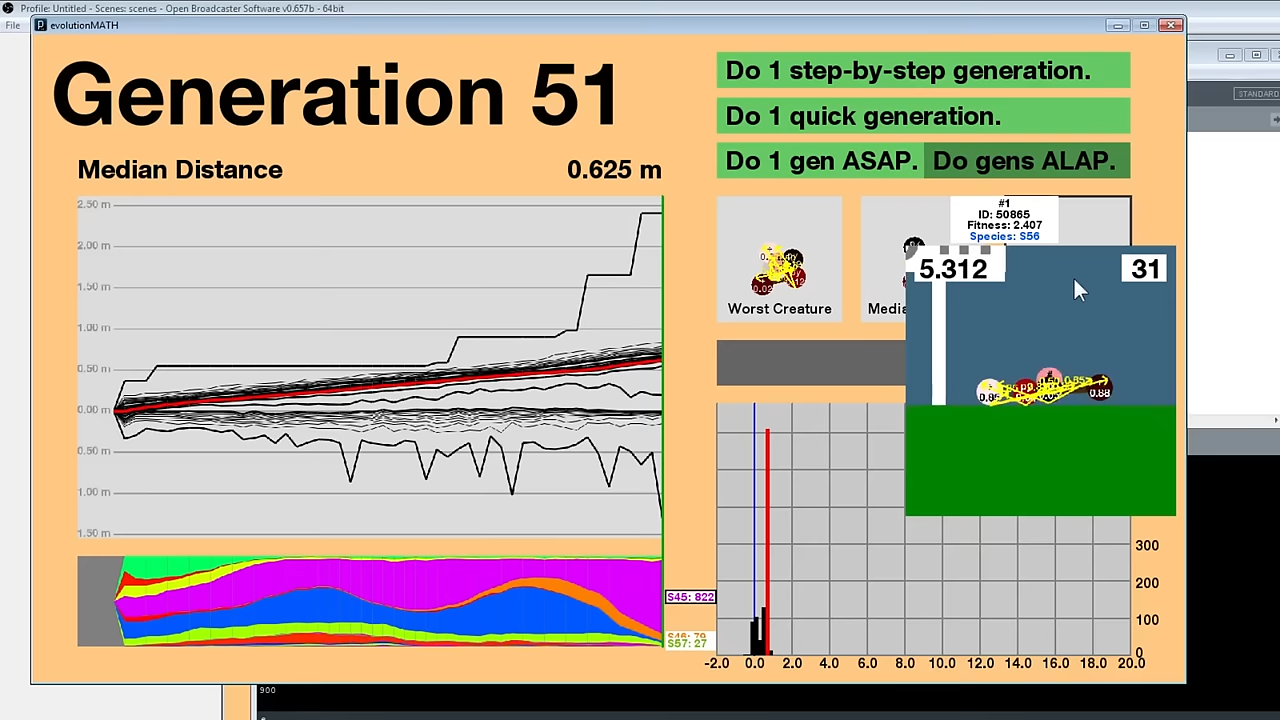 Profile: Untitled - Scenes: scenes - Open Broadcaster Software v0.657b - 64bit
File
evolutionMATH
Generation 51
Do 1 step-by-step generation.
Do 1 quick generation.
Do 1 gen ASAP.
Do gens ALAP.
STANDARD
Median Distance
0.625 m
2.50 m
2.00 m
1.50 m
1.00 m
0.50 m
0.00 m
0.50 m
1.00 m
1.50 m
Worst Creature
Media
#1
ID: 50865
Fitness: 2.407
Species: S56
5.312
31
0.88
S45: 822
S46: 79
S57: 27
300
200
100
0
-2.0 0.0 2.0 4.0 6.0 8.0 10.0 12.0 14.0 16.0 18.0 20.0
900